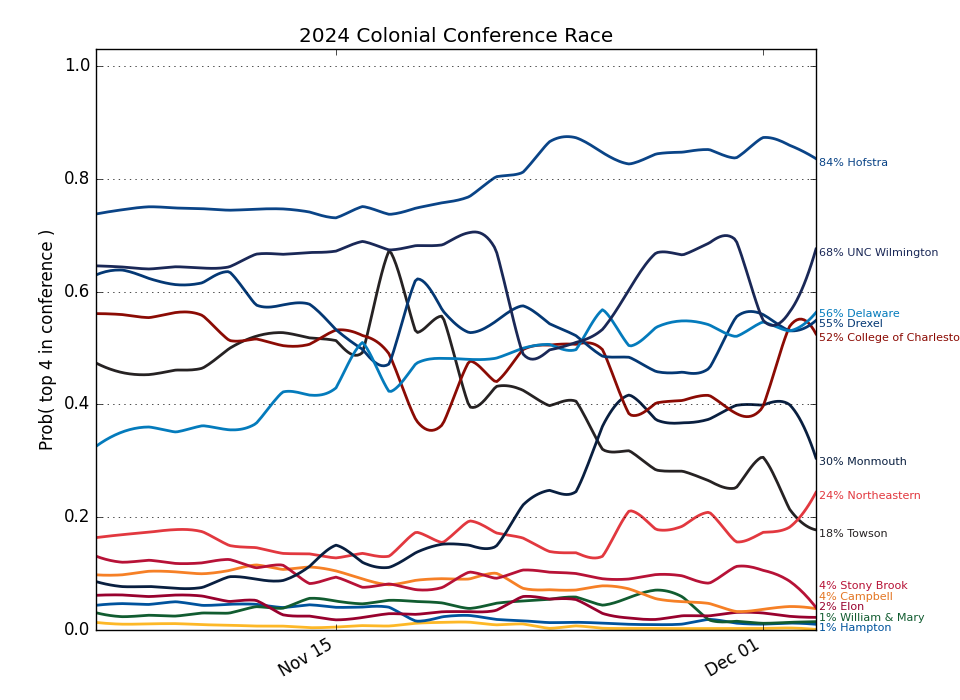 2024 Colonial Conference Race
Prob( top 4 in conference )
1.0
0.8
0.6
0.4
0.2
0.0
Nov 15
Dec 01
84% Hofstra
68% UNC Wilmington
56% Delaware
55% Drexel
52% College of Charlesto
30% Monmouth
24% Northeastern
18% Towson
4% Stony Brook
4% Campbell
2% Elon
1% William & Mary
1% Hampton